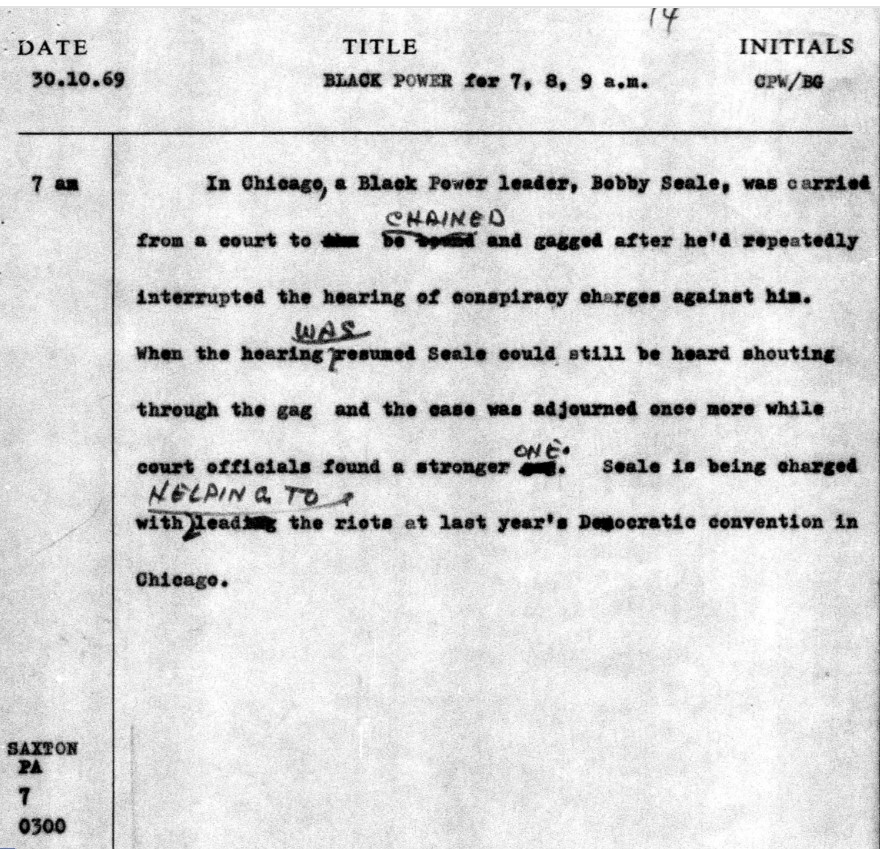 14
DATE TITLE INITIALS
30.10.69 BLACK POWER for 7, 8, 9 a.m. CPW/BG
7 am In Chicago, a Black Power leader, Bobby Seale, was carried
CHAINED
from a court to be bound and gagged after he'd repeatedly
interrupted the hearing of conspiracy charges against him.
WAS
When the hearing resumed Seale could still be heard shouting
through the gag and the case was adjourned once more while
ONE.
court officials found a stronger . Seale is being charged
HELPING TO
with leading the riots at last year's Democratic convention in
Chicago.
SAXTON
PA
7
0300